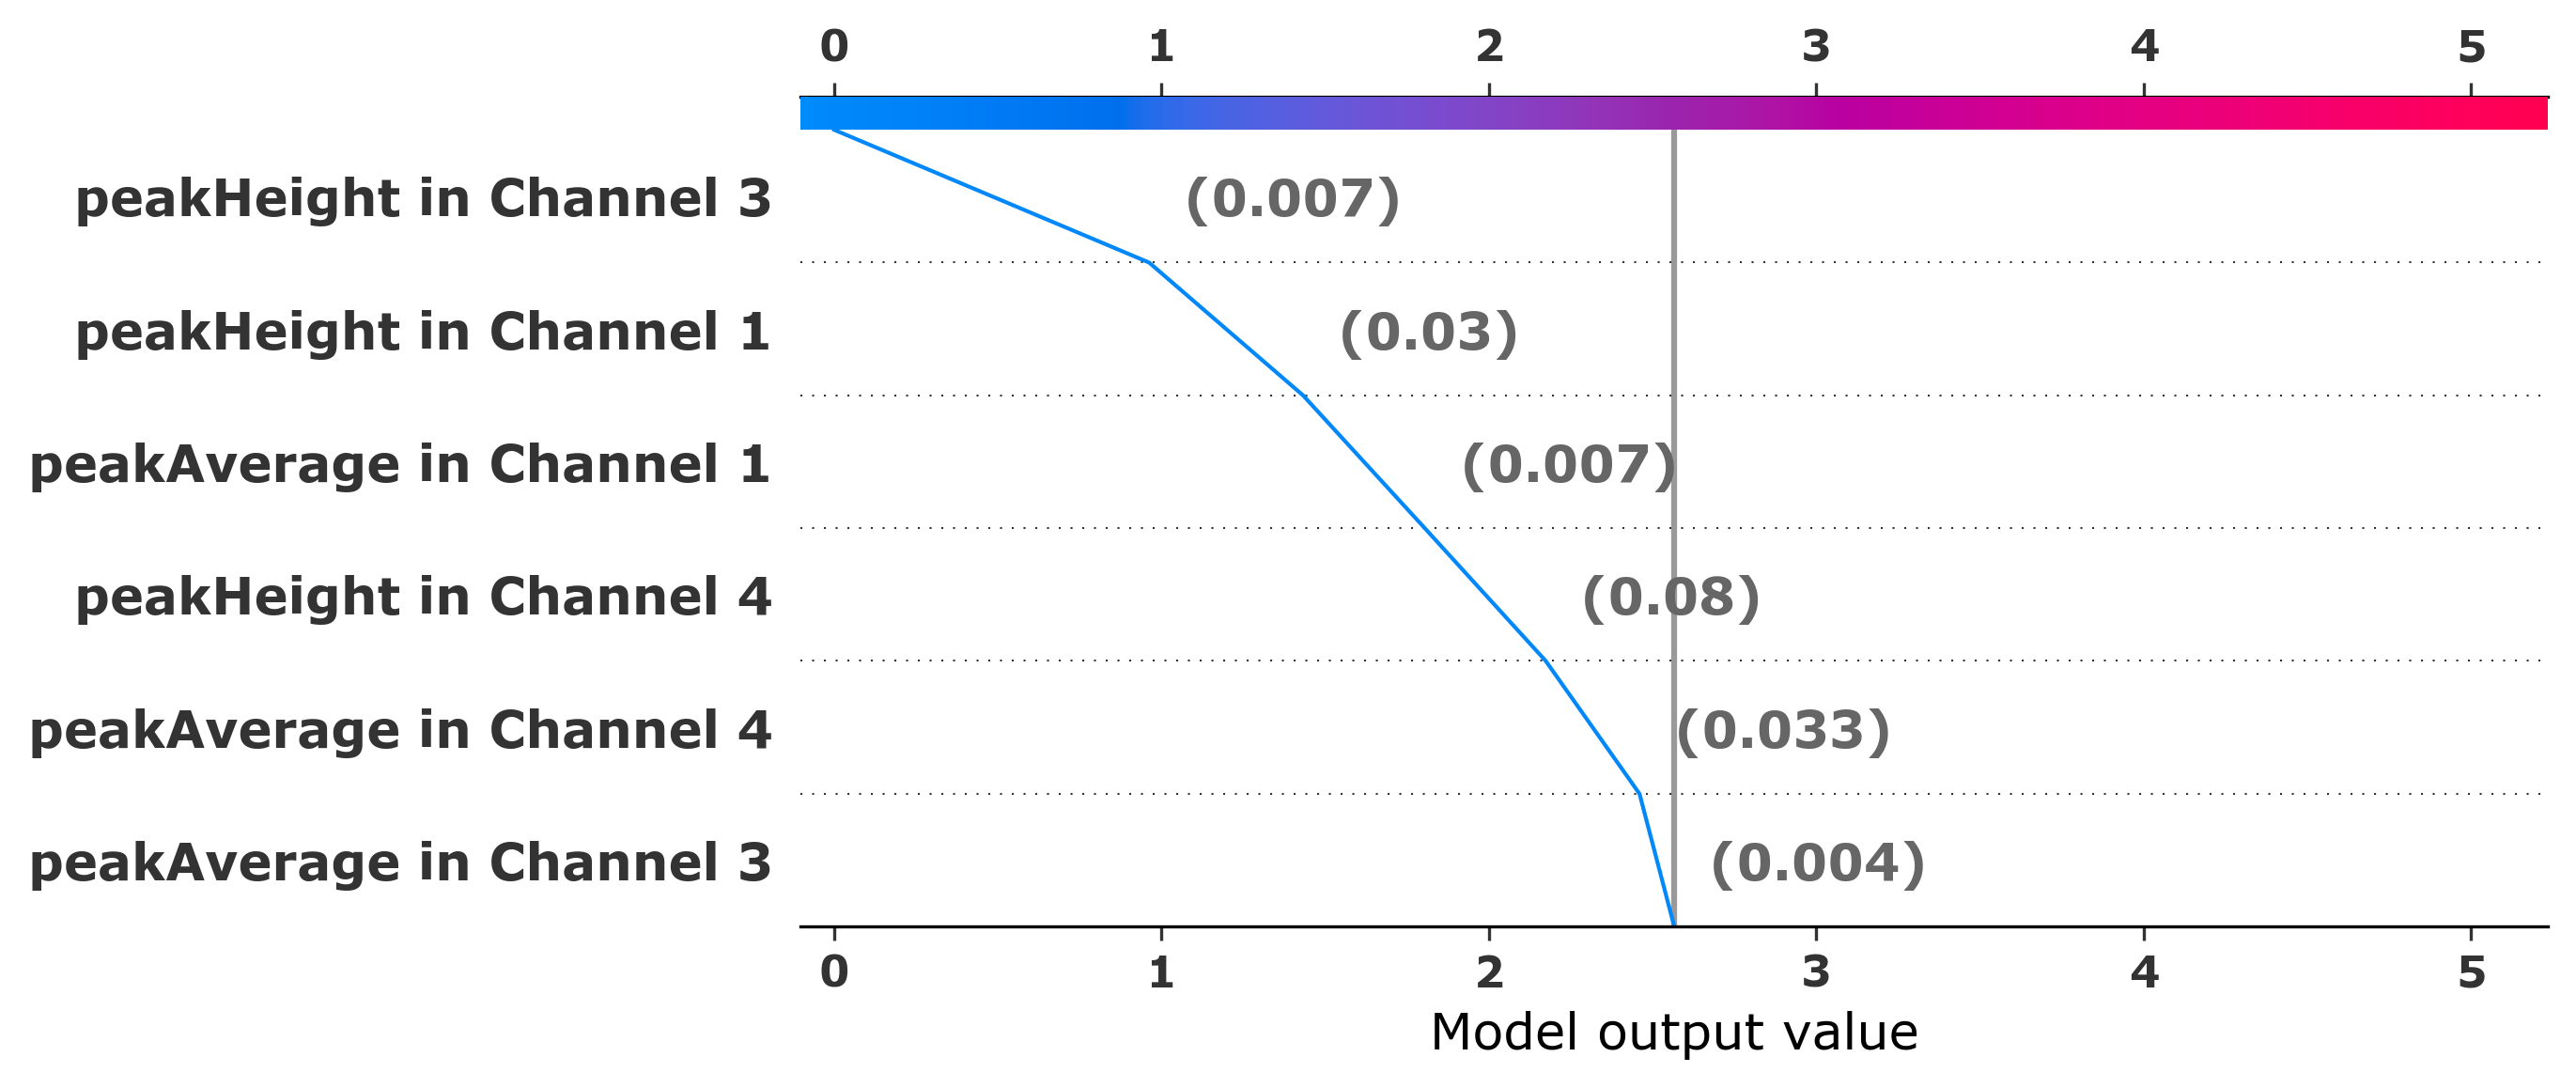 0 1 2 3 4 5
peakHeight in Channel 3 (0.007)
peakHeight in Channel 1 (0.03)
peakAverage in Channel 1 (0.007)
peakHeight in Channel 4 (0.08)
peakAverage in Channel 4 (0.033)
peakAverage in Channel 3 (0.004)
0 1 2 3 4 5
Model output value